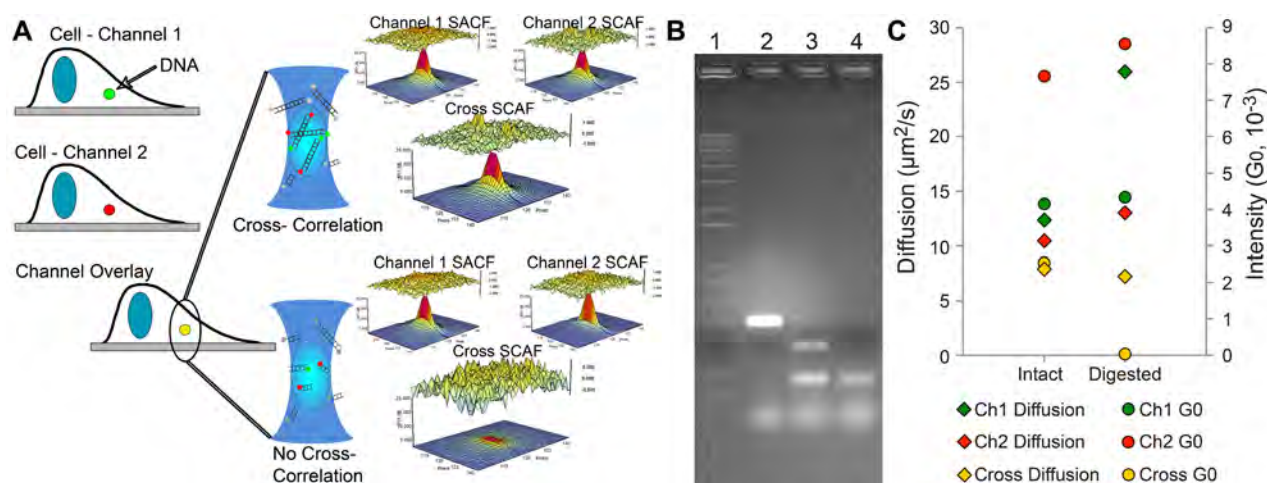 A
Cell - Channel 1
DNA
Cell - Channel 2
Channel Overlay
Cross- Correlation
No Cross-
Correlation
Channel 1 SACF
Channel 2 SCAF
Cross SCAF
Channel 1 SACF
Channel 2 SCAF
Cross SCAF
B
1 2 3 4
C
Diffusion (µm²/s)
30
25
20
15
10
5
0
Intensity (G0, 10⁻³)
9
8
7
6
5
4
3
2
1
0
Intact Digested
Ch1 Diffusion Ch1 G0
Ch2 Diffusion Ch2 G0
Cross Diffusion Cross G0